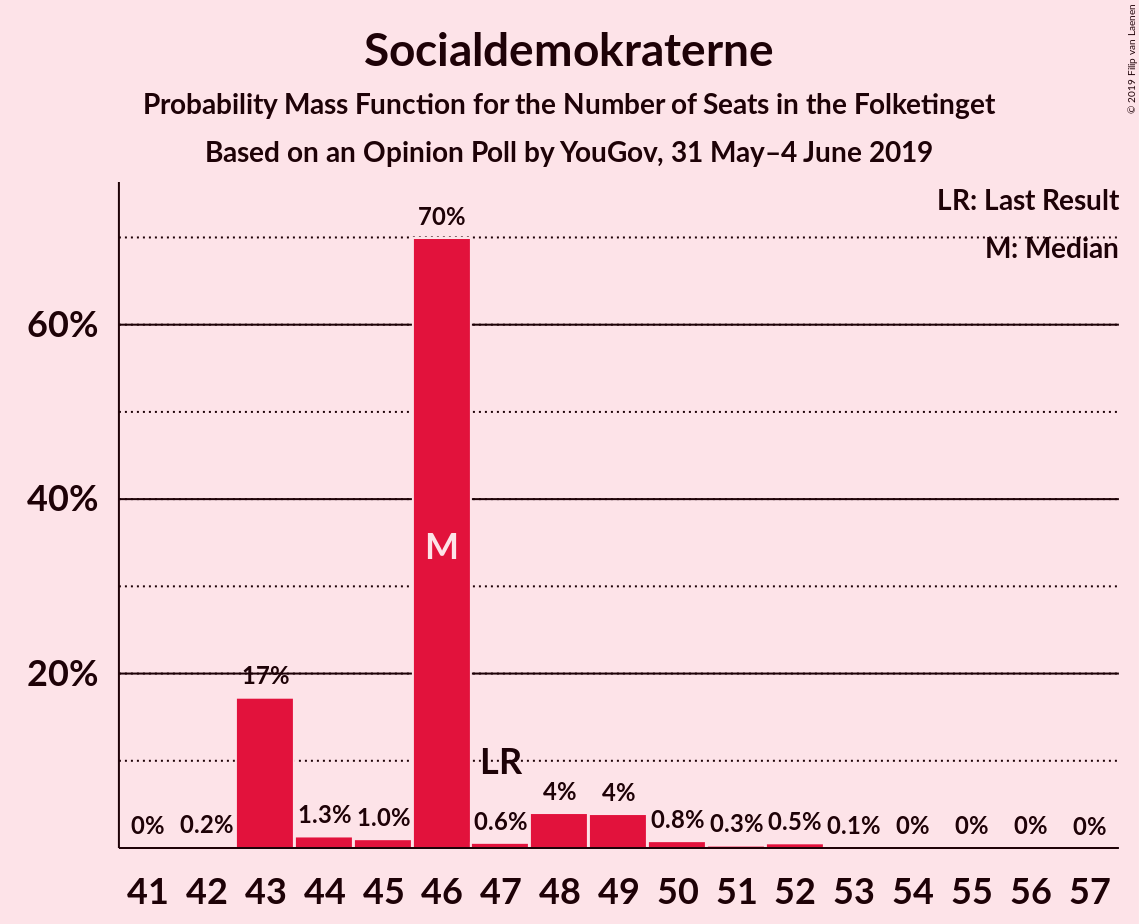 Socialdemokraterne
Probability Mass Function for the Number of Seats in the Folketinget
Based on an Opinion Poll by YouGov, 31 May–4 June 2019
© 2019 Filip van Laenen
LR: Last Result
M: Median
60%
40%
20%
0%
0.2%
17%
1.3%
1.0%
70%
M
LR
0.6%
4%
4%
0.8%
0.3%
0.5%
0.1%
0%
0%
0%
0%
41 42 43 44 45 46 47 48 49 50 51 52 53 54 55 56 57